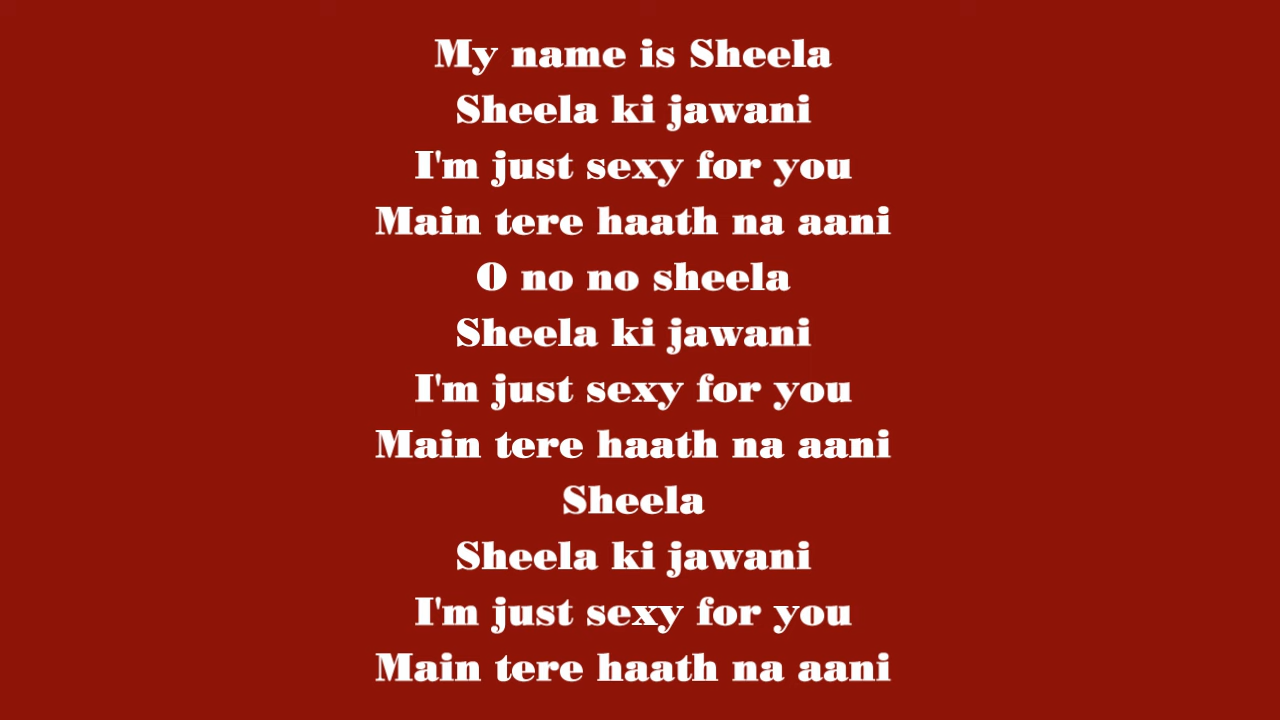 My name is Sheela
Sheela ki jawani
I'm just sexy for you
Main tere haath na aani
O no no sheela
Sheela ki jawani
I'm just sexy for you
Main tere haath na aani
Sheela
Sheela ki jawani
I'm just sexy for you
Main tere haath na aani